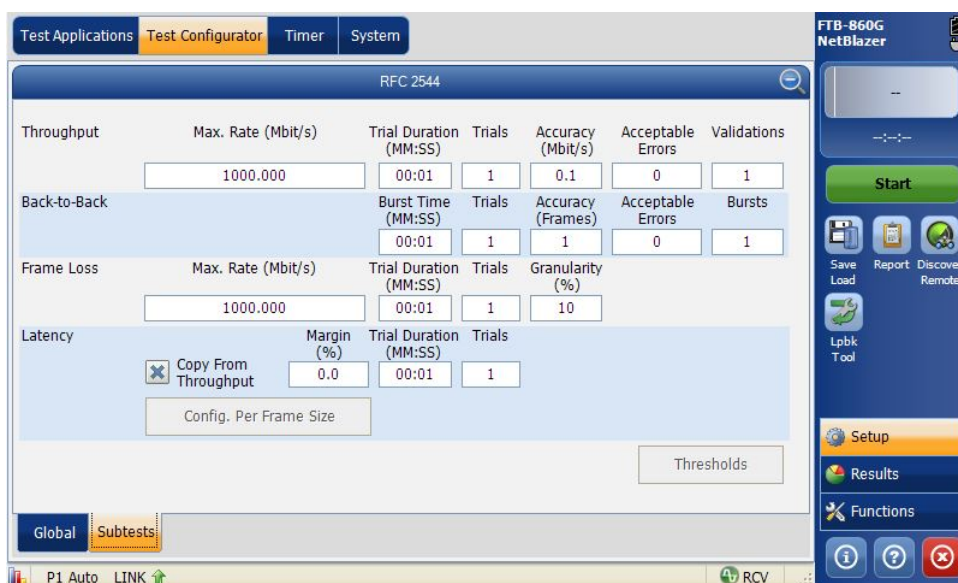 Test Applications Test Configurator Timer System
FTB-860G
NetBlazer
RFC 2544
--
--:--:--
Start
Throughput Max. Rate (Mbit/s) Trial Duration (MM:SS) Trials Accuracy (Mbit/s) Acceptable Errors Validations
1000.000 00:01 1 0.1 0 1
Back-to-Back Burst Time (MM:SS) Trials Accuracy (Frames) Acceptable Errors Bursts
00:01 1 1 0 1
Frame Loss Max. Rate (Mbit/s) Trial Duration (MM:SS) Trials Granularity (%)
1000.000 00:01 1 10
Latency Margin (%) Trial Duration (MM:SS) Trials
Copy From Throughput 0.0 00:01 1
Config. Per Frame Size
Thresholds
Global Subtests
Save Load
Report
Discove Remote
Lpbk Tool
Setup
Results
Functions
P1 Auto LINK RCV